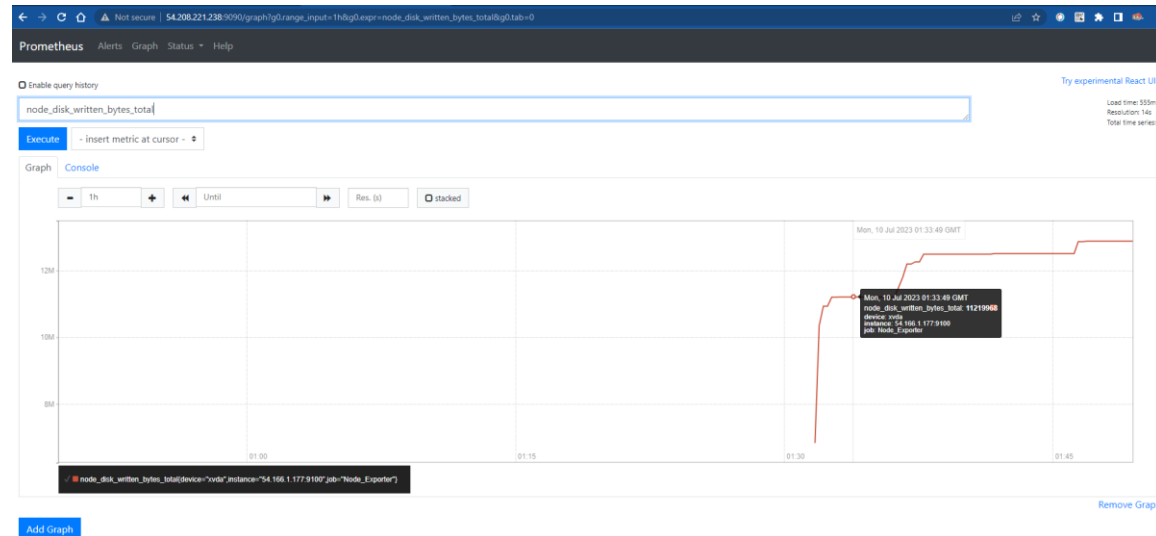 Not secure | 54.208.221.238:9090/graph?g0.range_input=1h&g0.expr=node_disk_written_bytes_total&g0.tab=0
Prometheus Alerts Graph Status Help
Enable query history
Try experimental React UI
node_disk_written_bytes_total
Load time: 555m
Resolution: 14s
Total time series:
Execute - insert metric at cursor -
Graph Console
1h Until Res. (s) stacked
Mon, 10 Jul 2023 01:33:49 GMT
12M
Mon, 10 Jul 2023 01:33:49 GMT
node_disk_written_bytes_total: 11219968
device: xvda
instance: 54.166.1.177:9100
job: Node_Exporter
10M
8M
01:00 01:15 01:30 01:45
node_disk_written_bytes_total{device="xvda",instance="54.166.1.177:9100",job="Node_Exporter"}
Remove Grap
Add Graph